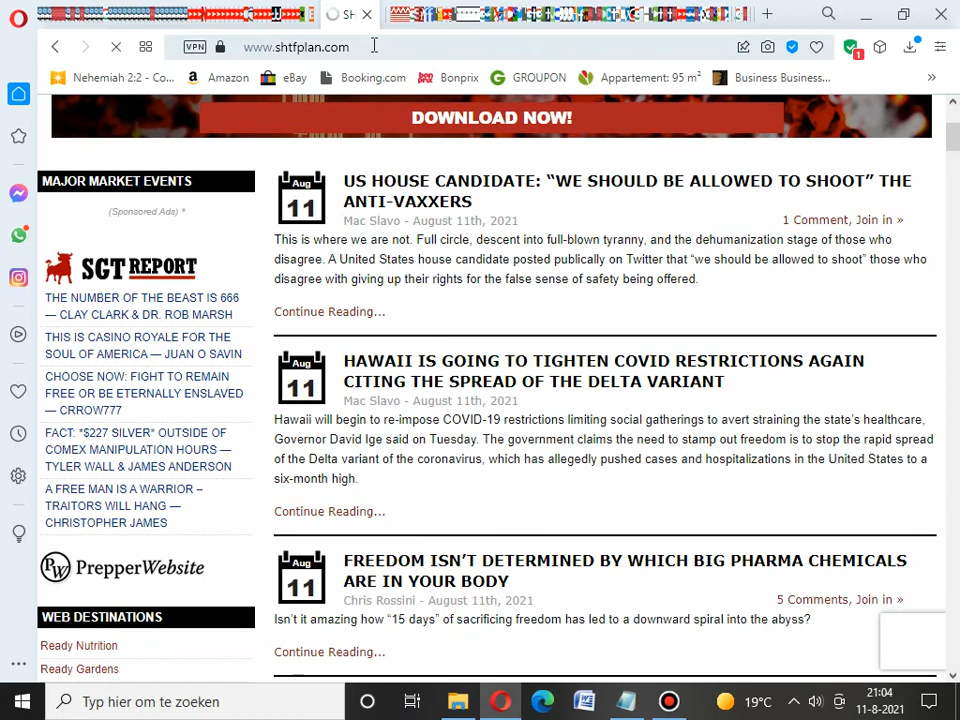 SH
VPN
www.shtfplan.com
1
Nehemiah 2:2 - Co...
Amazon
eBay
Booking.com
Bonprix
GROUPON
Appartement: 95 m²
Business Business...
»
DOWNLOAD NOW!
MAJOR MARKET EVENTS
(Sponsored Ads) *
SGT REPORT
THE NUMBER OF THE BEAST IS 666
— CLAY CLARK & DR. ROB MARSH
THIS IS CASINO ROYALE FOR THE
SOUL OF AMERICA — JUAN O SAVIN
CHOOSE NOW: FIGHT TO REMAIN
FREE OR BE ETERNALLY ENSLAVED
— CRROW777
FACT: *$227 SILVER* OUTSIDE OF
COMEX MANIPULATION HOURS —
TYLER WALL & JAMES ANDERSON
A FREE MAN IS A WARRIOR –
TRAITORS WILL HANG —
CHRISTOPHER JAMES
PW PrepperWebsite
WEB DESTINATIONS
Ready Nutrition
Ready Gardens
Aug
11
US HOUSE CANDIDATE: “WE SHOULD BE ALLOWED TO SHOOT” THE
ANTI-VAXXERS
Mac Slavo - August 11th, 2021
1 Comment, Join in »
This is where we are not. Full circle, descent into full-blown tyranny, and the dehumanization stage of those who
disagree. A United States house candidate posted publically on Twitter that “we should be allowed to shoot” those who
disagree with giving up their rights for the false sense of safety being offered.
Continue Reading...
Aug
11
HAWAII IS GOING TO TIGHTEN COVID RESTRICTIONS AGAIN
CITING THE SPREAD OF THE DELTA VARIANT
Mac Slavo - August 11th, 2021
Hawaii will begin to re-impose COVID-19 restrictions limiting social gatherings to avert straining the state’s healthcare,
Governor David Ige said on Tuesday. The government claims the need to stamp out freedom is to stop the rapid spread
of the Delta variant of the coronavirus, which has allegedly pushed cases and hospitalizations in the United States to a
six-month high.
Continue Reading...
Aug
11
FREEDOM ISN’T DETERMINED BY WHICH BIG PHARMA CHEMICALS
ARE IN YOUR BODY
Chris Rossini - August 11th, 2021
5 Comments, Join in »
Isn’t it amazing how “15 days” of sacrificing freedom has led to a downward spiral into the abyss?
Continue Reading...
Typ hier om te zoeken
19°C
21:04
11-8-2021